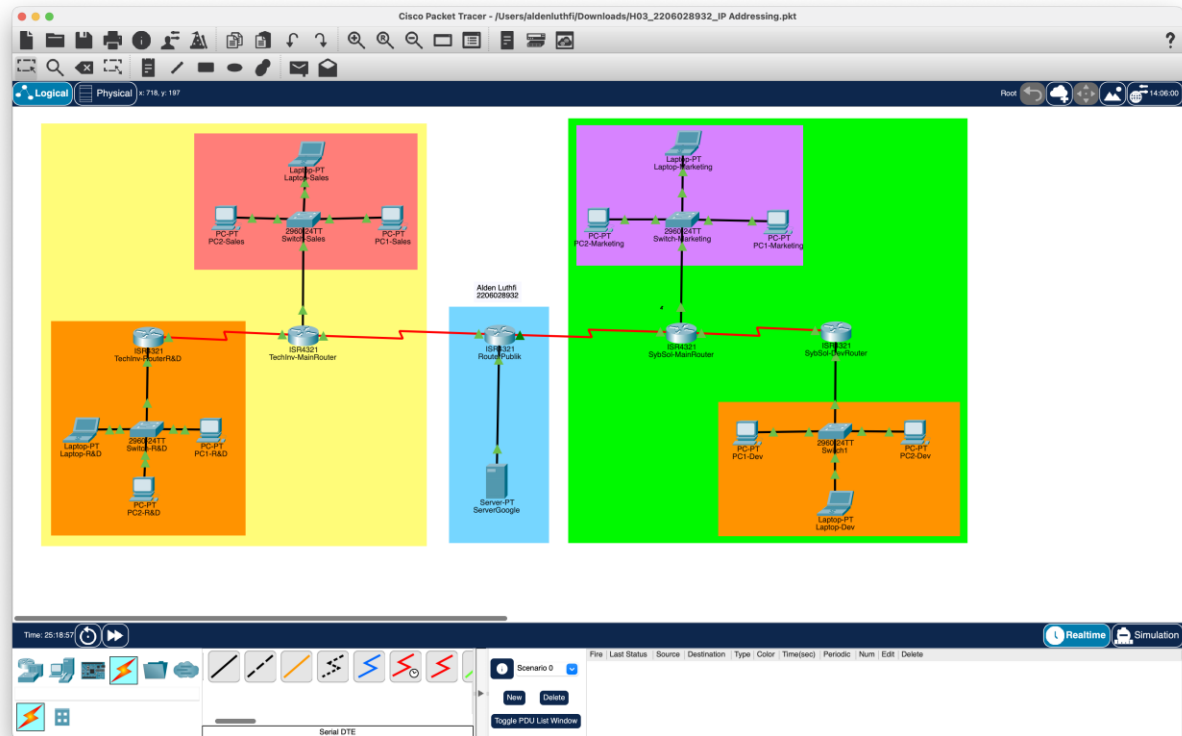 Cisco Packet Tracer - /Users/aldenluthfi/Downloads/H03_2206028932_IP Addressing.pkt
?
Logical
Physical
x: 718, y: 197
Root
14:06:00
Laptop-PT
Laptop-Sales
PC-PT
PC2-Sales
2960-24TT
Switch-Sales
PC-PT
PC1-Sales
Laptop-PT
Laptop-Marketing
PC-PT
PC2-Marketing
2960-24TT
Switch-Marketing
PC-PT
PC1-Marketing
Alden Luthfi
2206028932
ISR4321
TechInv-RouterR&D
ISR4321
TechInv-MainRouter
ISR4321
RouterPublik
ISR4321
SybSol-MainRouter
ISR4321
SybSol-DevRouter
Laptop-PT
Laptop-R&D
2960-24TT
Switch-R&D
PC-PT
PC1-R&D
PC-PT
PC2-R&D
Server-PT
ServerGoogle
PC-PT
PC1-Dev
2960-24TT
Switch1
PC-PT
PC2-Dev
Laptop-PT
Laptop-Dev
Time: 25:18:57
Realtime
Simulation
Scenario 0
New
Delete
Toggle PDU List Window
Fire Last Status Source Destination Type Color Time(sec) Periodic Num Edit Delete
Serial DTE